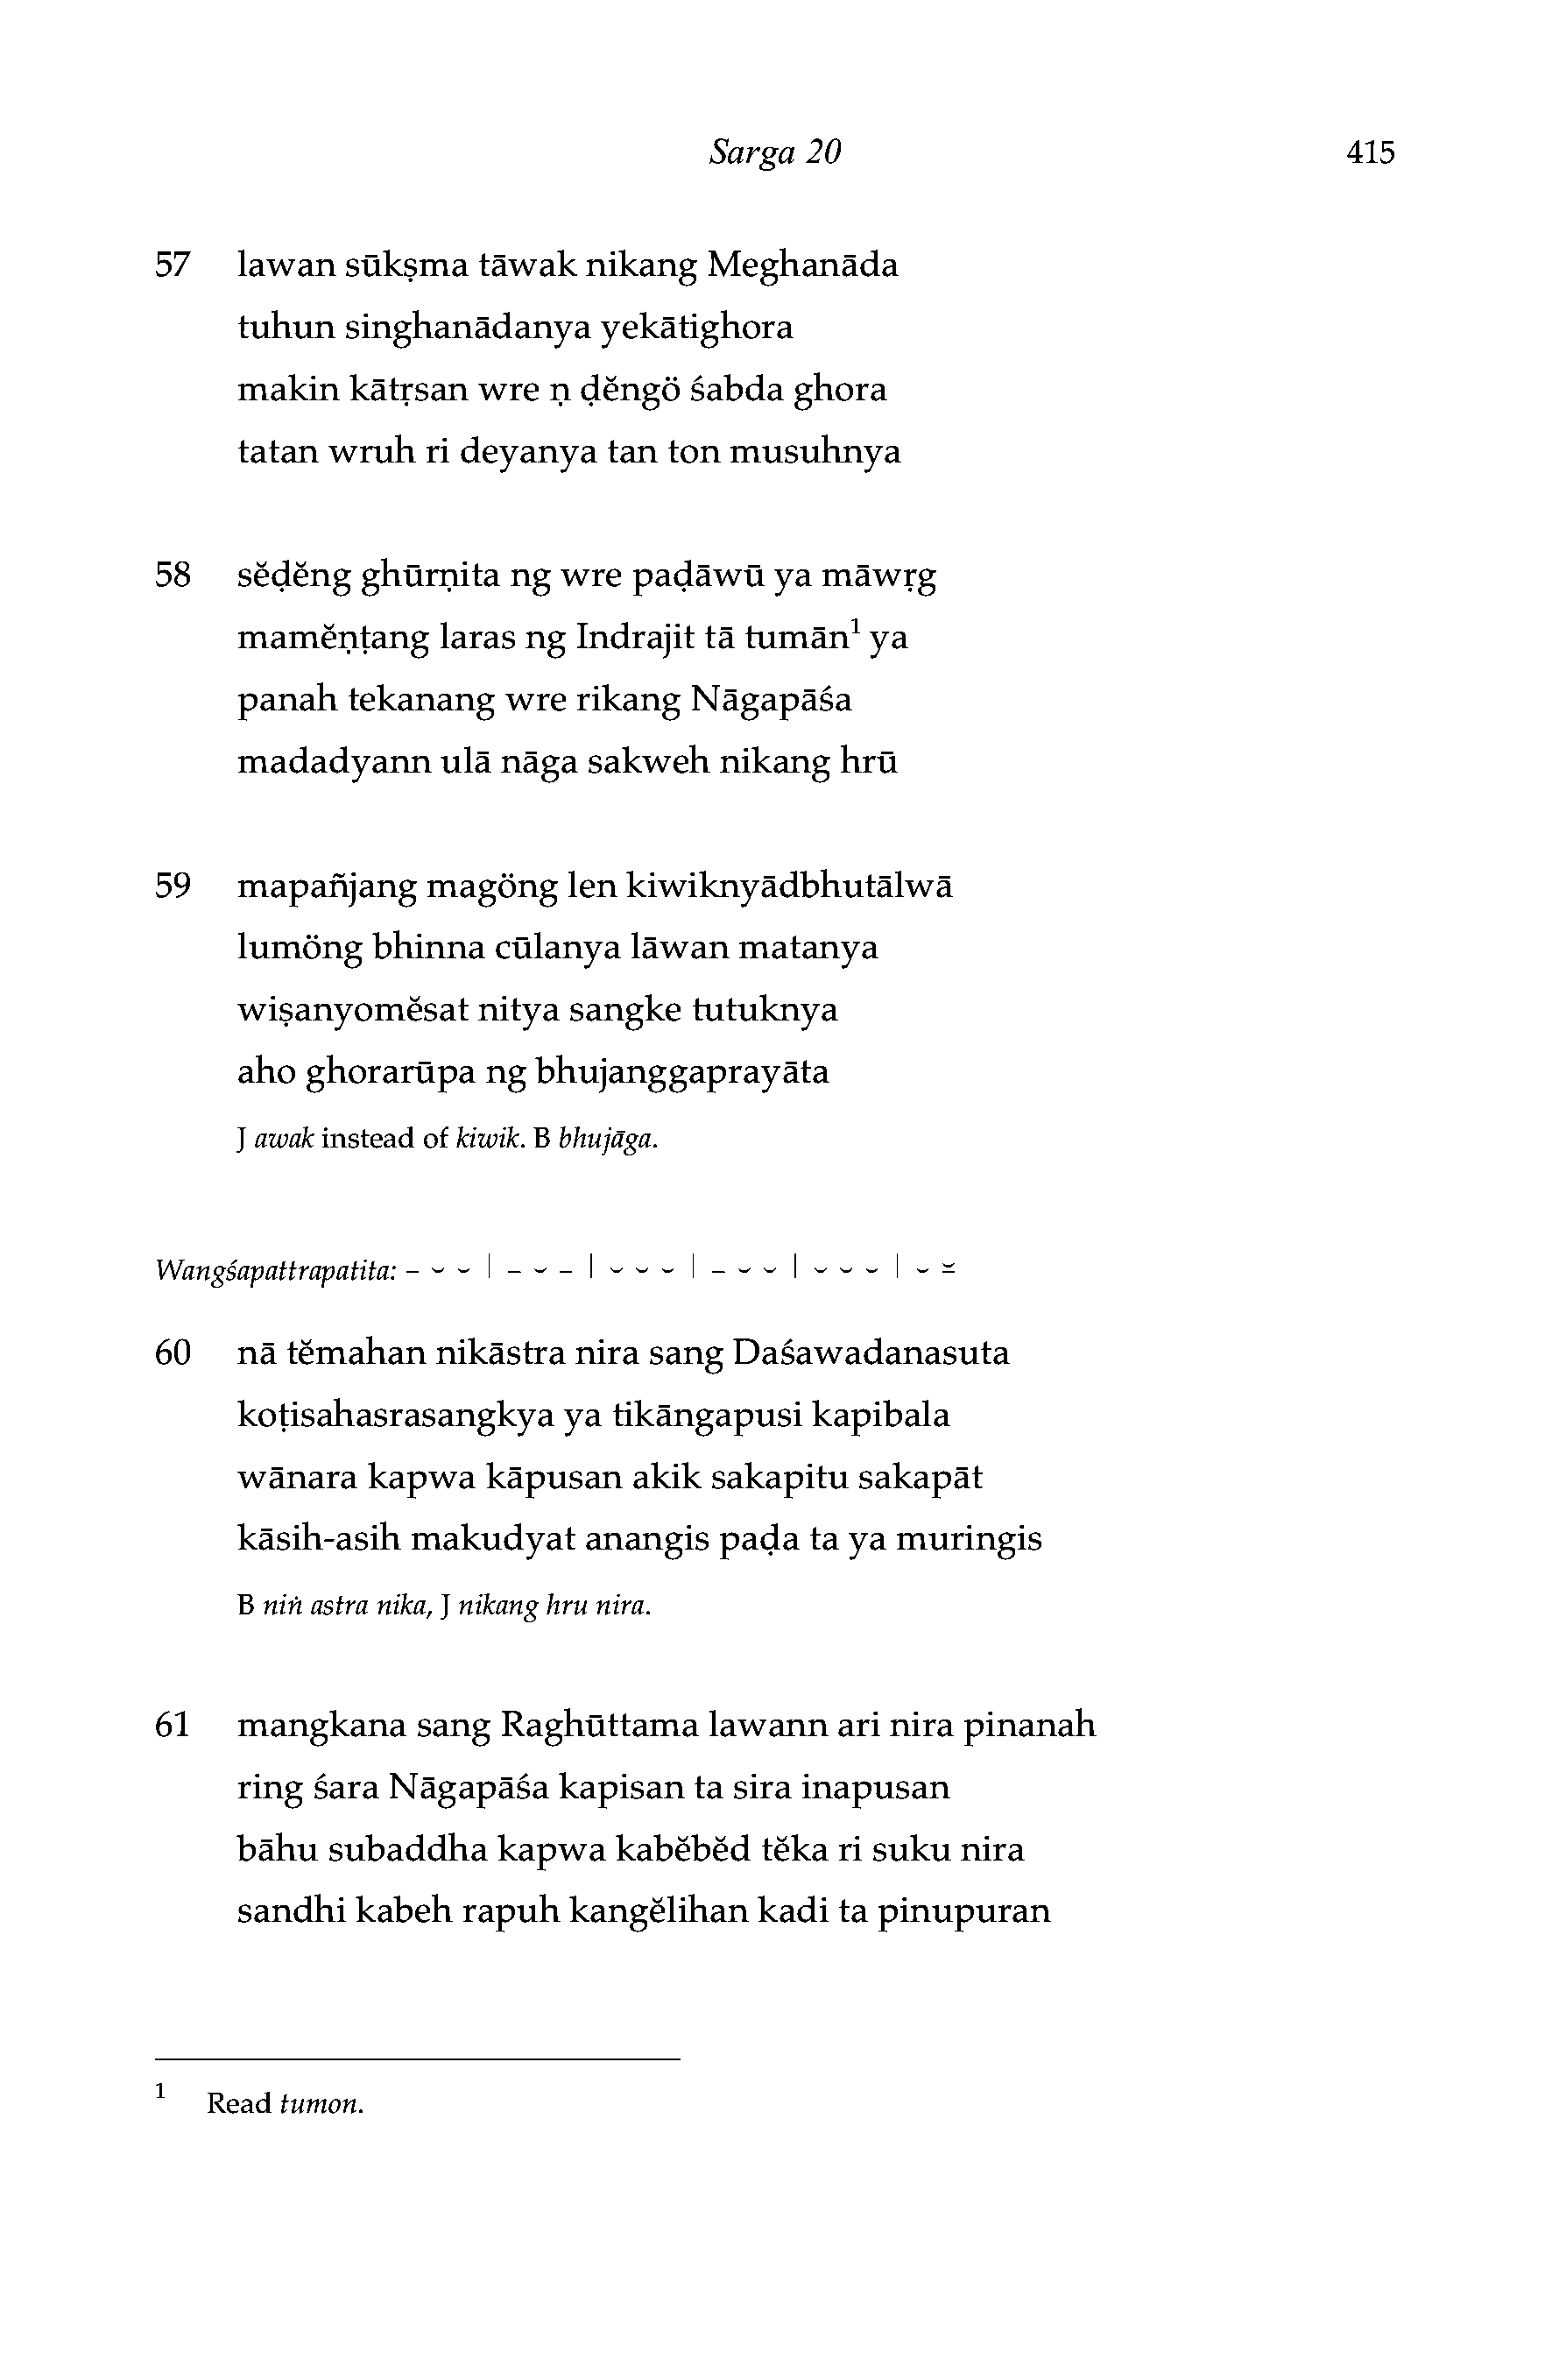 Sarga 20 415
57 lawan sūkṣma tāwak nikang Meghanāda
tuhun singhanādanya yekātighora
makin kātṛsan wre ṇ ḍĕngö śabda ghora
tatan wruh ri deyanya tan ton musuhnya
58 sĕḍĕng ghūrṇita ng wre paḍāwū ya māwṛg
mamĕṇṭang laras ng Indrajit tā tumān¹ ya
panah tekanang wre rikang Nāgapāśa
madadyann ulā nāga sakweh nikang hrū
59 mapañjang magöng len kiwiknyādbhutālwā
lumöng bhinna cūlanya lāwan matanya
wiṣanyomĕsat nitya sangke tutuknya
aho ghorarūpa ng bhujanggaprayāta
J awak instead of kiwik. B bhujāga.
Wangśapattrapatita: – ⏑ ⏑ | – ⏑ – | ⏑ ⏑ ⏑ | – ⏑ ⏑ | ⏑ ⏑ ⏑ | ⏑ ⏓
60 nā tĕmahan nikāstra nira sang Daśawadanasuta
koṭisahasrasangkya ya tikāngapusi kapibala
wānara kapwa kāpusan akik sakapitu sakapāt
kāsih-asih makudyat anangis paḍa ta ya muringis
B niṅ astra nika, J nikang hru nira.
61 mangkana sang Raghūttama lawann ari nira pinanah
ring śara Nāgapāśa kapisan ta sira inapusan
bāhu subaddha kapwa kabĕbĕd tĕka ri suku nira
sandhi kabeh rapuh kangĕlihan kadi ta pinupuran
1 Read tumon.